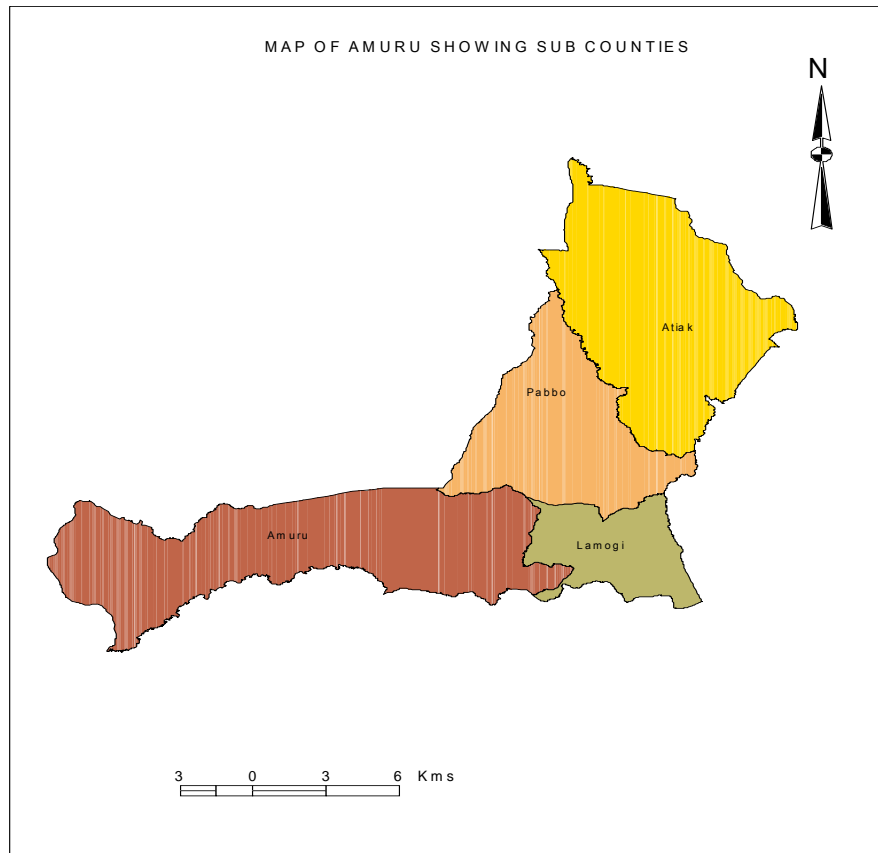 MAP OF AMURU SHOWING SUB COUNTIES
N
Atiak
Pabbo
Amuru
Lamogi
3 0 3 6 Kms